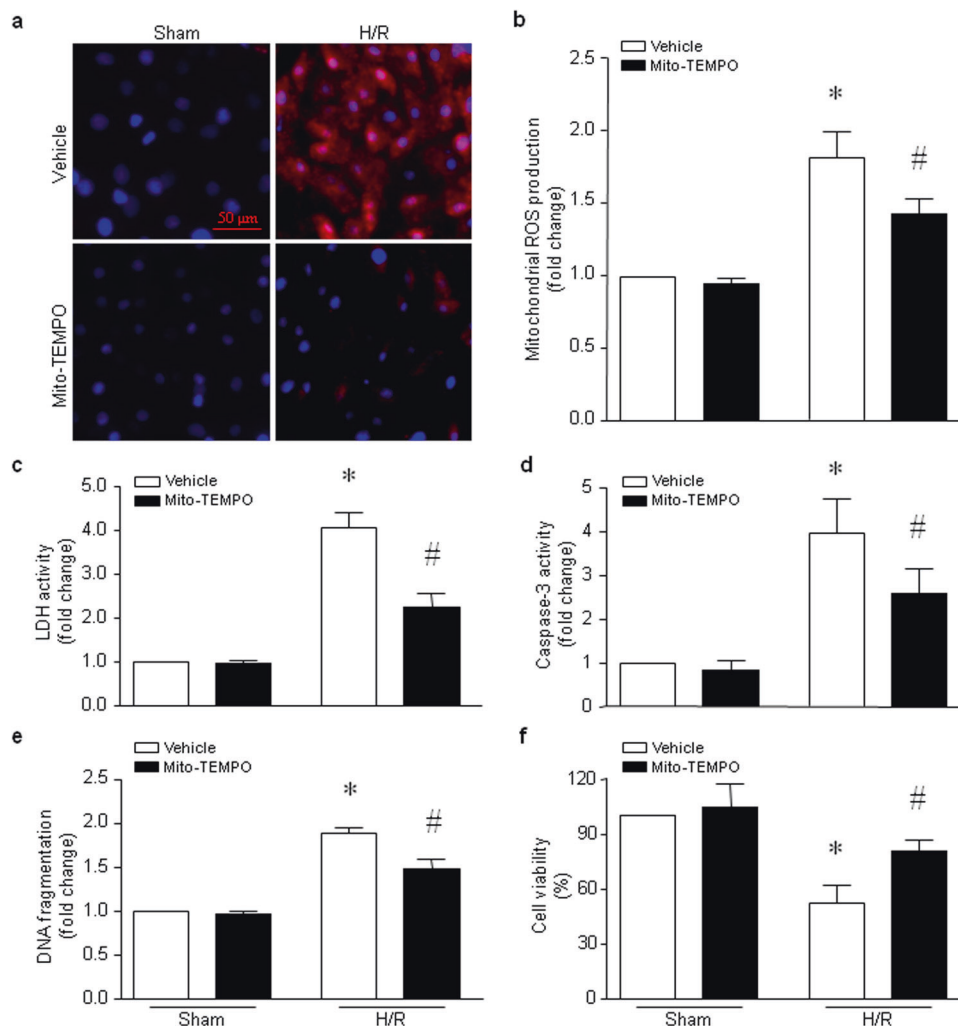 a
Sham
H/R
Vehicle
50 µm
Mito-TEMPO
b
Vehicle
Mito-TEMPO
Mitochondrial ROS production
(fold change)
2.5
2.0
1.5
1.0
0.5
0.0
*
#
c
Vehicle
Mito-TEMPO
LDH activity
(fold change)
5.0
4.0
3.0
2.0
1.0
0.0
*
#
d
Vehicle
Mito-TEMPO
Caspase-3 activity
(fold change)
5
4
3
2
1
0
*
#
e
Vehicle
Mito-TEMPO
DNA fragmentation
(fold change)
2.5
2.0
1.5
1.0
0.5
0.0
*
#
Sham
H/R
f
Vehicle
Mito-TEMPO
Cell viability
(%)
120
90
60
30
0
*
#
Sham
H/R